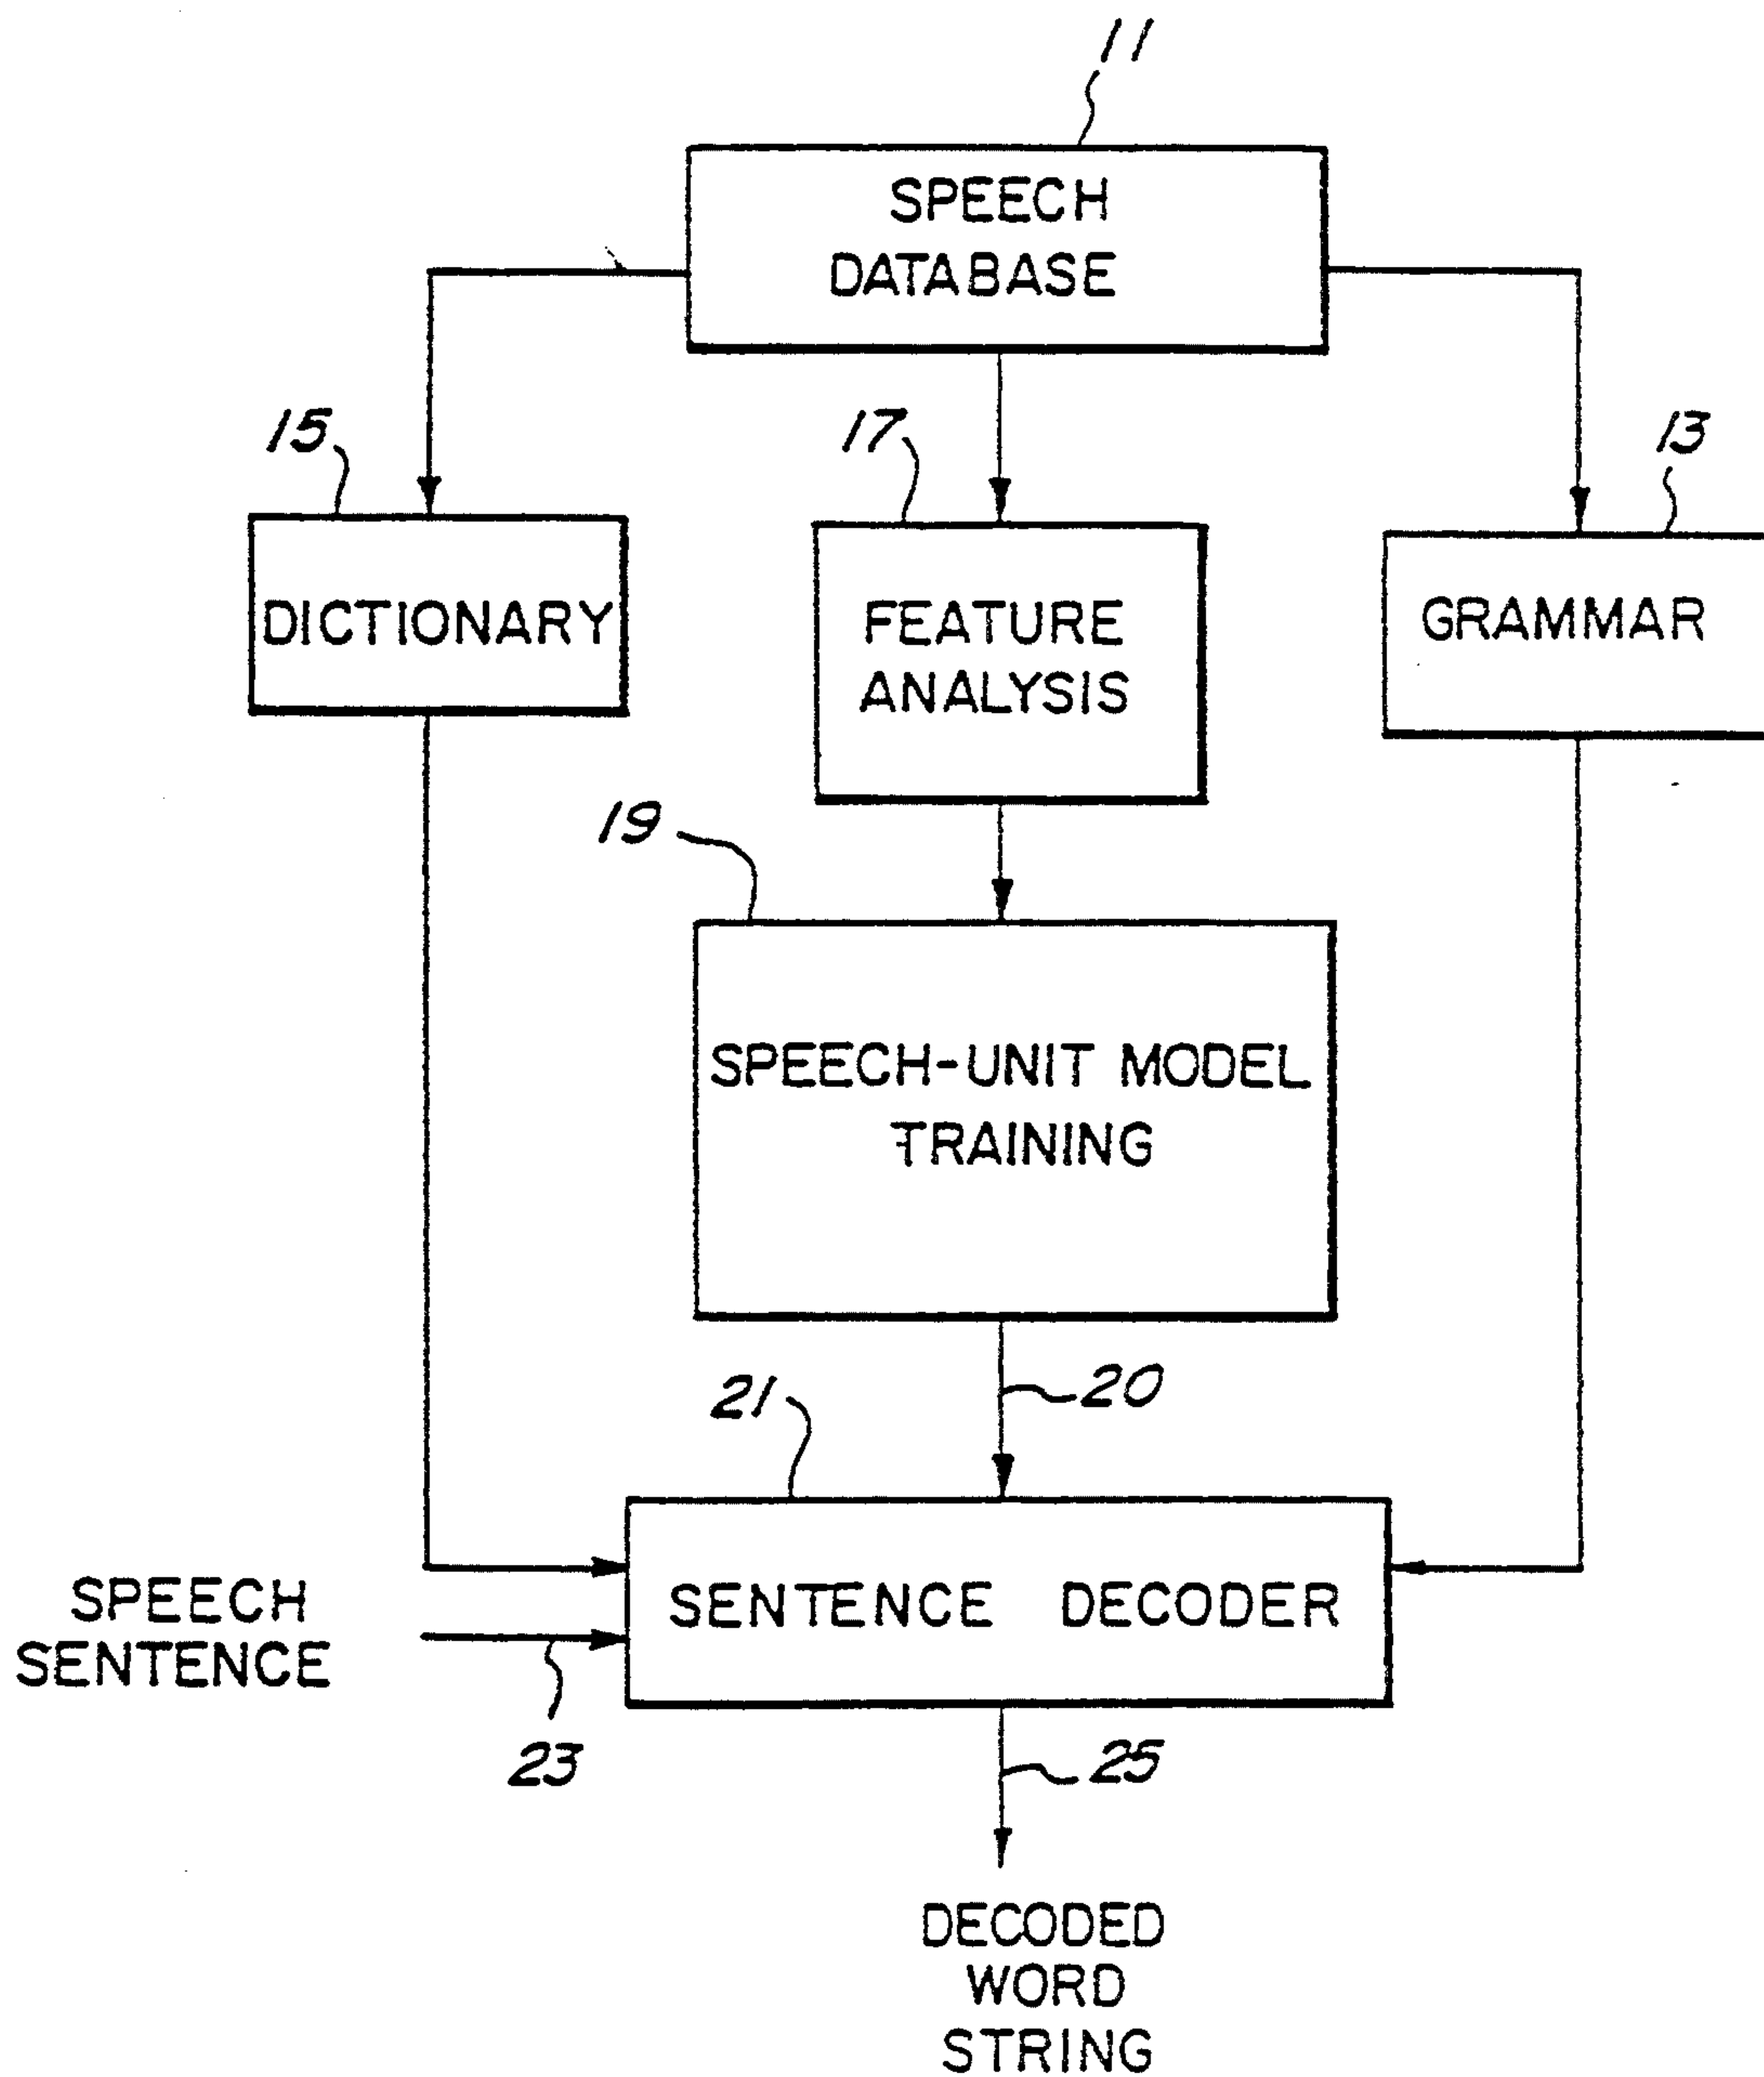 11
SPEECH
DATABASE
15
17
13
DICTIONARY
FEATURE
ANALYSIS
GRAMMAR
19
SPEECH-UNIT MODEL
TRAINING
20
21
SPEECH
SENTENCE
SENTENCE DECODER
23
25
DECODED
WORD
STRING